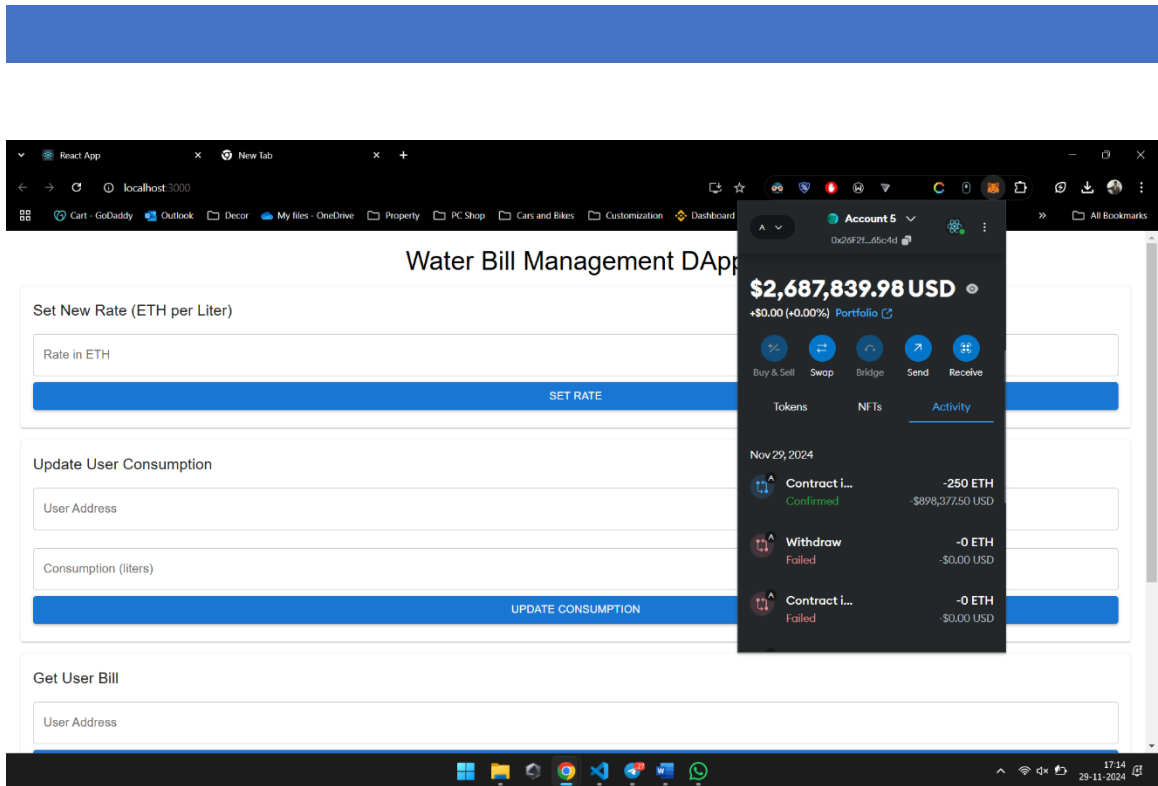 React App
New Tab
localhost:3000
Cart - GoDaddy Outlook Decor My files - OneDrive Property PC Shop Cars and Bikes Customization Dashboard » All Bookmarks
A Account 5
0x26F2f...65c4d
Water Bill Management DApp
$2,687,839.98 USD
+$0.00 (+0.00%) Portfolio
Set New Rate (ETH per Liter)
Rate in ETH
SET RATE
Buy & Sell Swap Bridge Send Receive
Tokens NFTs Activity
Nov 29, 2024
Contract i... -250 ETH
Confirmed -$898,377.50 USD
Withdraw -0 ETH
Failed -$0.00 USD
Contract i... -0 ETH
Failed -$0.00 USD
Update User Consumption
User Address
Consumption (liters)
UPDATE CONSUMPTION
Get User Bill
User Address
17:14
29-11-2024